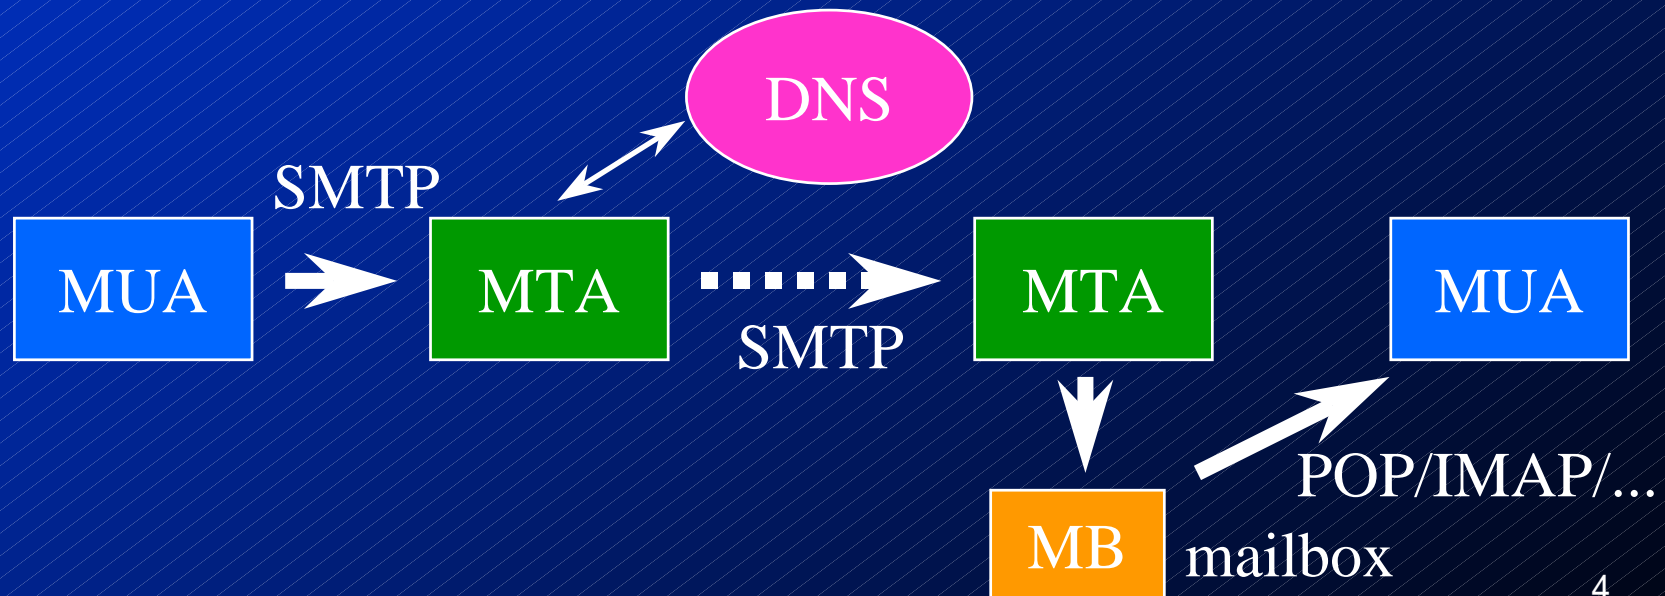 DNS
SMTP
MUA
MTA
MTA
MUA
SMTP
POP/IMAP/...
MB
mailbox
4